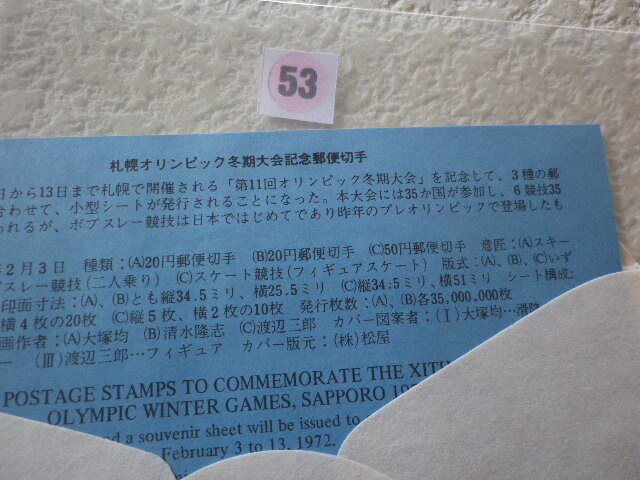 53
札幌オリンピック冬期大会記念郵便切手
日から13日まで札幌で開催される「第11回オリンピック冬期大会」を記念して、3種の郵
合わせて、小型シートが発行されることになった。本大会には35か国が参加し、6競技35
われるが、ボブスレー競技は日本ではじめてであり昨年のプレオリンピックで登場したも
年2月3日 種類：(A)20円郵便切手 (B)20円郵便切手 (C)50円郵便切手 意匠：(A)スキー
ブスレー競技(二人乗り) (C)スケート競技(フィギュアスケート) 版式：(A)、(B)、(C)いず
印面寸法：(A)、(B)とも縦34.5ミリ、横25.5ミリ (C)縦34.5ミリ、横51ミリ シート構成：
横4枚の20枚 (C)縦5枚、横2枚の10枚 発行枚数：(A)、(B)各35,000,000枚
画作者：(A)大塚均 (B)清水隆志 (C)渡辺三郎 カバー図案者：(I)大塚均…滑降
ー (III)渡辺三郎…フィギュア カバー版元：(株)松屋
POSTAGE STAMPS TO COMMEMORATE THE XITH
OLYMPIC WINTER GAMES, SAPPORO
a souvenir sheet will be issued to
February 3 to 13, 1972.